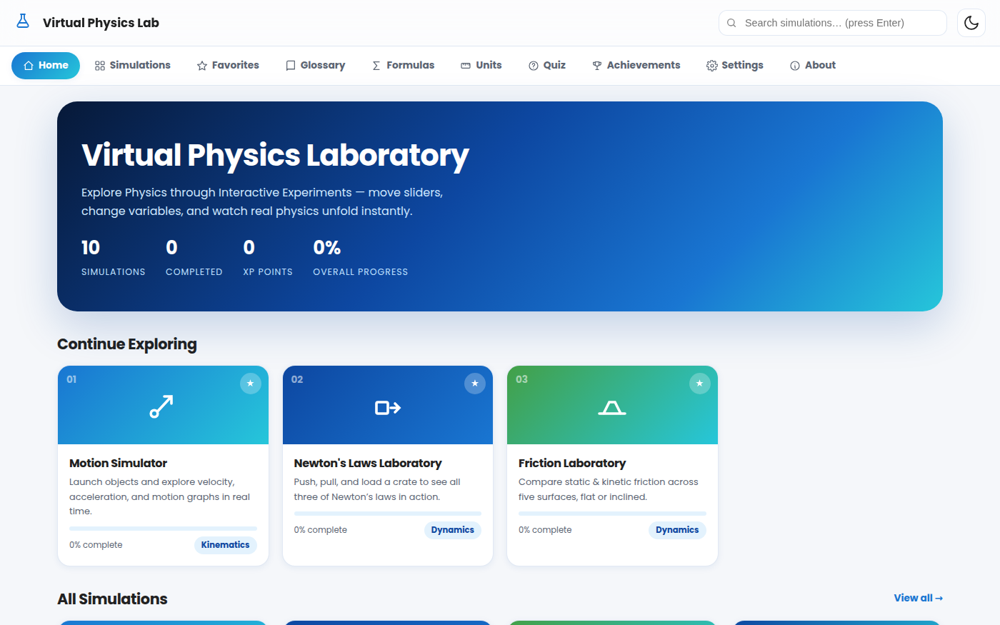 Virtual Physics Lab
Search simulations… (press Enter)
Home
Simulations
Favorites
Glossary
Formulas
Units
Quiz
Achievements
Settings
About
Virtual Physics Laboratory
Explore Physics through Interactive Experiments — move sliders,
change variables, and watch real physics unfold instantly.
10
0
0
0%
SIMULATIONS
COMPLETED
XP POINTS
OVERALL PROGRESS
Continue Exploring
01
Motion Simulator
Launch objects and explore velocity,
acceleration, and motion graphs in real
time.
0% complete
Kinematics
02
Newton's Laws Laboratory
Push, pull, and load a crate to see all
three of Newton’s laws in action.
0% complete
Dynamics
03
Friction Laboratory
Compare static & kinetic friction across
five surfaces, flat or inclined.
0% complete
Dynamics
All Simulations
View all →